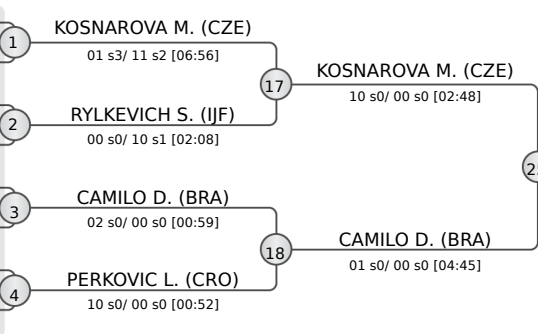 1
KOSNAROVA M. (CZE)
01 s3/ 11 s2 [06:56]
17
KOSNAROVA M. (CZE)
10 s0/ 00 s0 [02:48]
2
RYLKEVICH S. (IJF)
00 s0/ 10 s1 [02:08]
3
CAMILO D. (BRA)
02 s0/ 00 s0 [00:59]
18
CAMILO D. (BRA)
01 s0/ 00 s0 [04:45]
4
PERKOVIC L. (CRO)
10 s0/ 00 s0 [00:52]